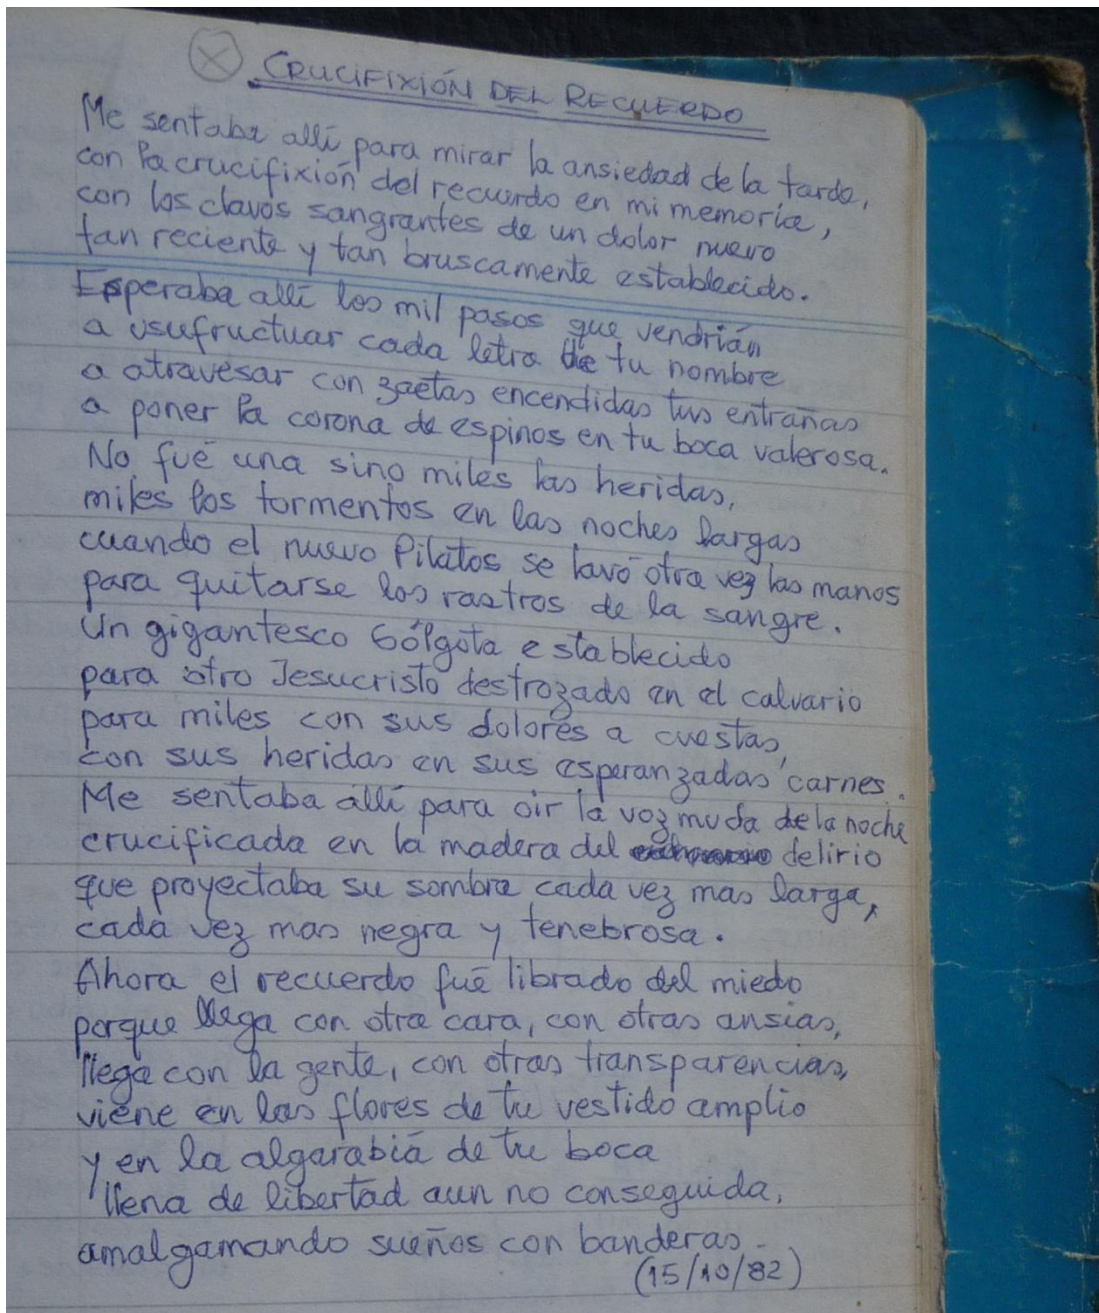 X CRUCIFIXIÓN DEL RECUERDO
Me sentaba allí para mirar la ansiedad de la tarde,
con la crucifixión del recuerdo en mi memoria,
con los clavos sangrantes de un dolor nuevo
tan reciente y tan bruscamente establecido.
Esperaba allí los mil pasos que vendrían
a usufructuar cada letra de tu nombre
a atravesar con zaetas encendidas tus entrañas
a poner la corona de espinos en tu boca valerosa.
No fué una sino miles las heridas,
miles los tormentos en las noches largas
cuando el nuevo Pilatos se lavó otra vez las manos
para quitarse los rastros de la sangre.
Un gigantesco Gólgota establecido
para otro Jesucristo destrozado en el calvario
para miles con sus dolores a cuestas,
con sus heridas en sus esperanzadas carnes.
Me sentaba allí para oir la voz muda de la noche
crucificada en la madera del delirio
que proyectaba su sombra cada vez mas larga,
cada vez mas negra y tenebrosa.
Ahora el recuerdo fué librado del miedo
porque llega con otra cara, con otras ansias,
llega con la gente, con otras transparencias,
viene en las flores de tu vestido amplio
y en la algarabía de tu boca
llena de libertad aun no conseguida,
amalgamando sueños con banderas.
(15/10/82)